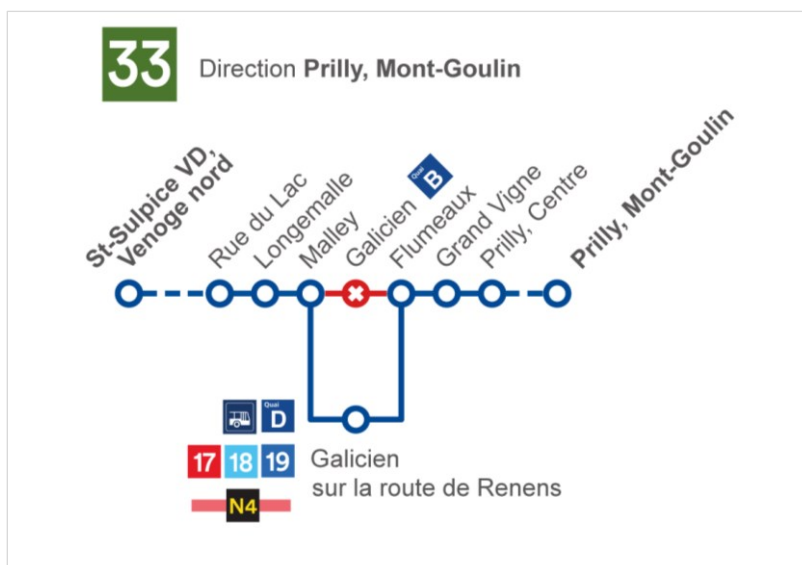 33 Direction Prilly, Mont-Goulin
St-Sulpice VD,
Venoge nord
Rue du Lac
Longemalle
Malley
Galicien
Quai
B
Flumeaux
Grand Vigne
Prilly, Centre
Prilly, Mont-Goulin
Quai
D
17 18 19 Galicien
sur la route de Renens
N4